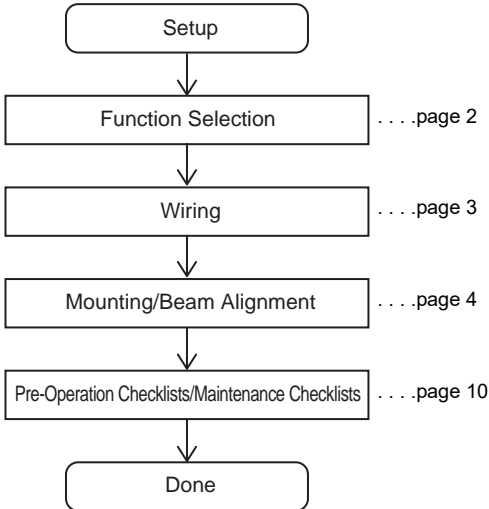 Setup
Function Selection . . . .page 2
Wiring . . . .page 3
Mounting/Beam Alignment . . . .page 4
Pre-Operation Checklists/Maintenance Checklists . . . .page 10
Done